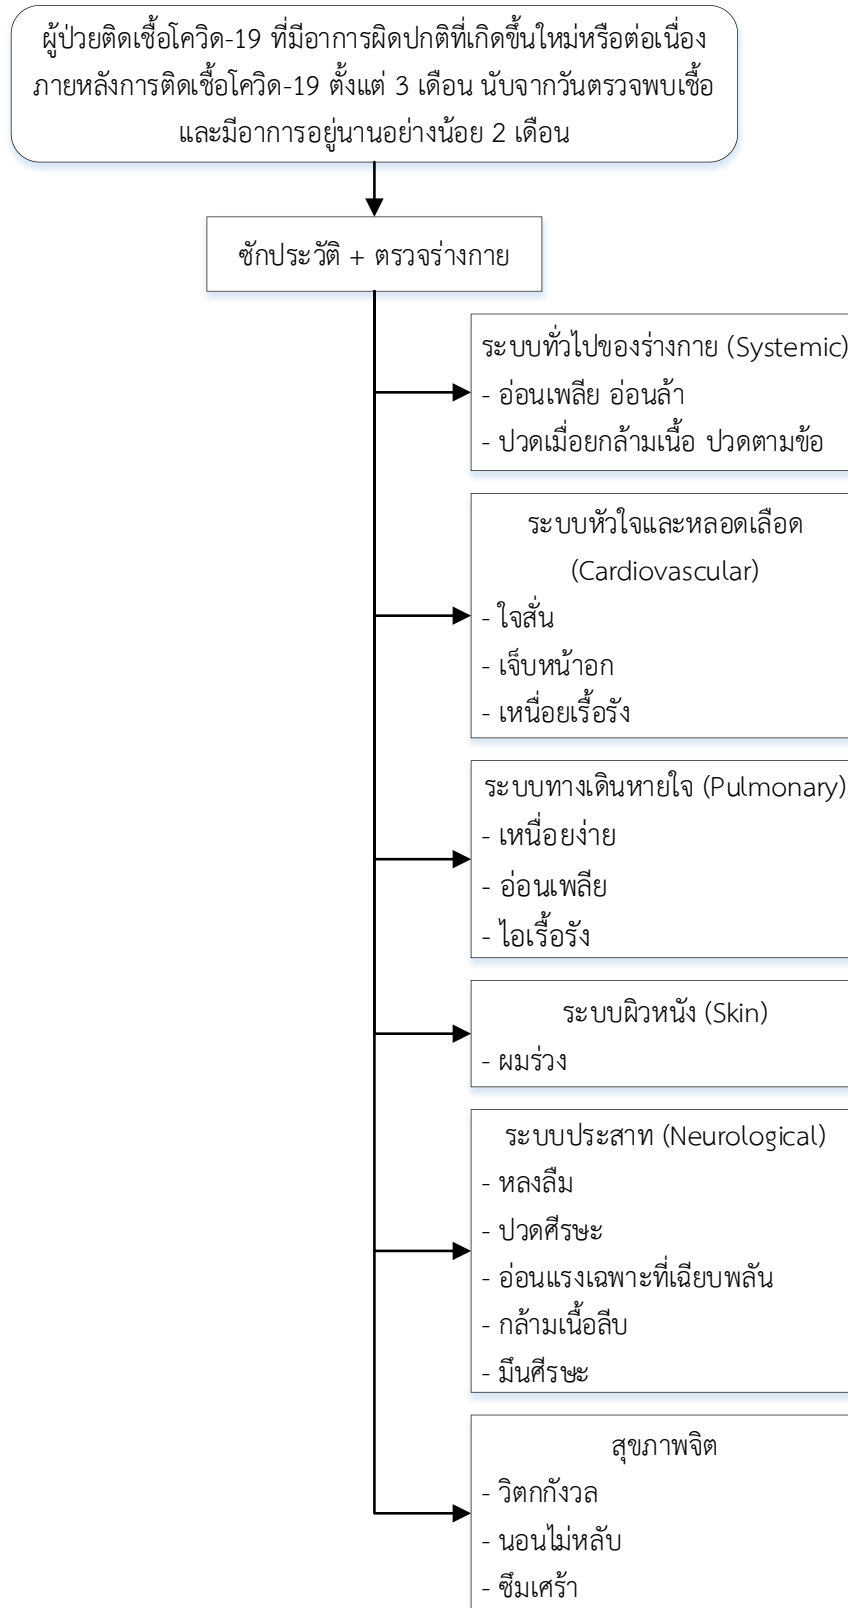 ผู้ป่วยติดเชื้อโควิด-19 ที่มีอาการผิดปกติที่เกิดขึ้นใหม่หรือต่อเนื่อง
ภายหลังการติดเชื้อโควิด-19 ตั้งแต่ 3 เดือน นับจากวันตรวจพบเชื้อ
และมีอาการอยู่นานอย่างน้อย 2 เดือน
ซักประวัติ + ตรวจร่างกาย
ระบบทั่วไปของร่างกาย (Systemic)
- อ่อนเพลีย อ่อนล้า
- ปวดเมื่อยกล้ามเนื้อ ปวดตามข้อ
ระบบหัวใจและหลอดเลือด
(Cardiovascular)
- ใจสั่น
- เจ็บหน้าอก
- เหนื่อยเรื้อรัง
ระบบทางเดินหายใจ (Pulmonary)
- เหนื่อยง่าย
- อ่อนเพลีย
- ไอเรื้อรัง
ระบบผิวหนัง (Skin)
- ผมร่วง
ระบบประสาท (Neurological)
- หลงลืม
- ปวดศีรษะ
- อ่อนแรงเฉพาะที่เฉียบพลัน
- กล้ามเนื้อลีบ
- มึนศีรษะ
สุขภาพจิต
- วิตกกังวล
- นอนไม่หลับ
- ซึมเศร้า